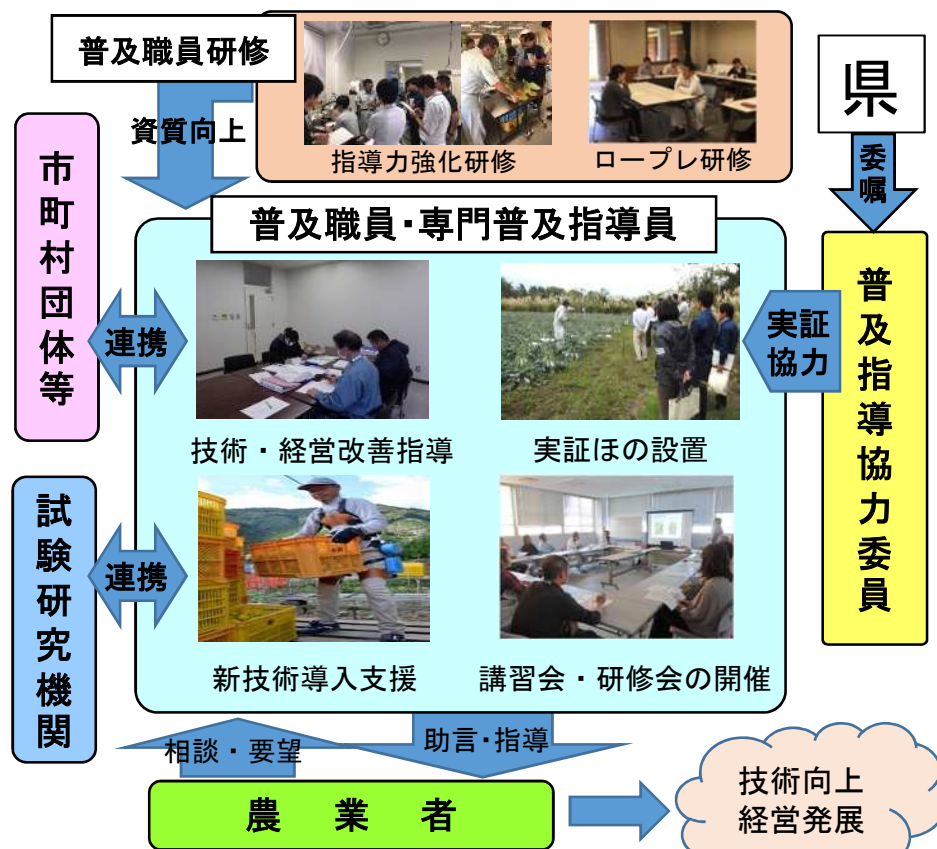 普及職員研修
資質向上
指導力強化研修
ロープレ研修
県
委嘱
市町村団体等
普及職員・専門普及指導員
普及指導協力委員
連携
実証
協力
技術・経営改善指導
実証ほの設置
試験研究機関
連携
新技術導入支援
講習会・研修会の開催
相談・要望
助言・指導
農業者
技術向上
経営発展